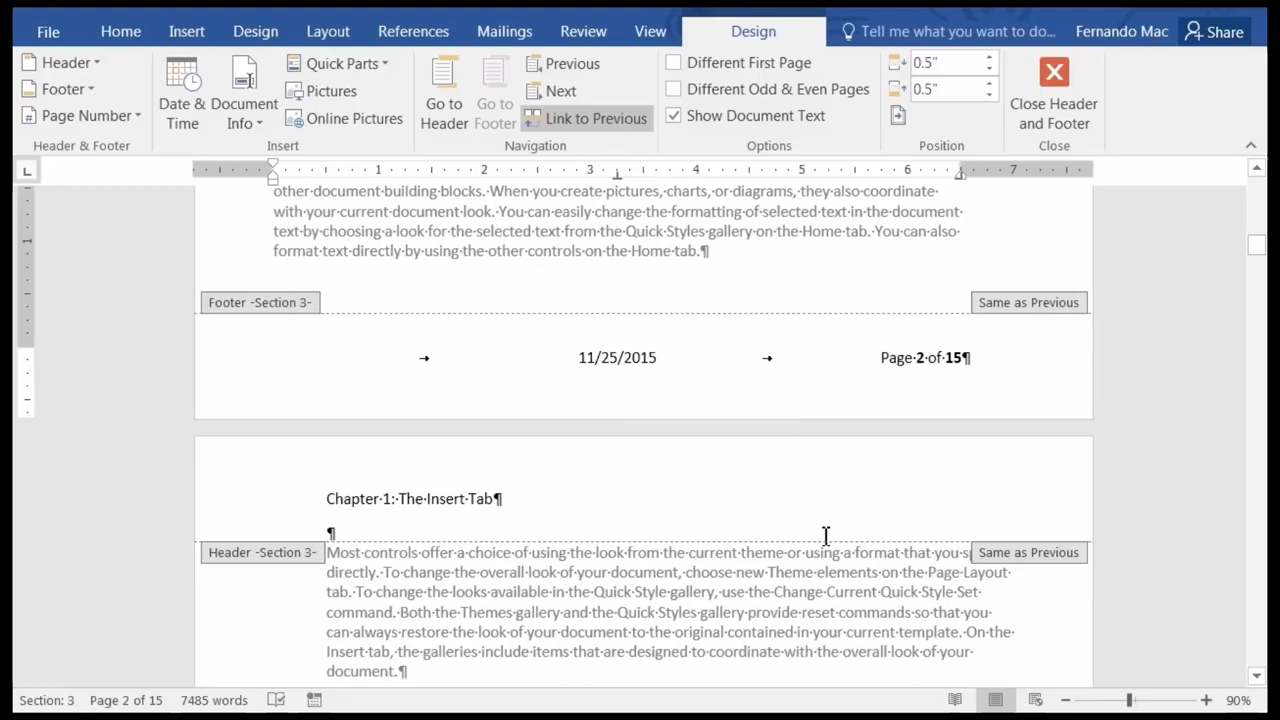 File Home Insert Design Layout References Mailings Review View Design Tell me what you want to do... Fernando Mac Share
Header Quick Parts Previous Different First Page 0.5"
Footer Pictures Next Different Odd & Even Pages 0.5"
Page Number Online Pictures Link to Previous Show Document Text
Date & Time
Document Info
Go to Header
Go to Footer
Close Header and Footer
Header & Footer Insert Navigation Options Position Close
1 2 3 4 5 6 7
1
other document building blocks. When you create pictures, charts, or diagrams, they also coordinate
with your current document look. You can easily change the formatting of selected text in the document
text by choosing a look for the selected text from the Quick Styles gallery on the Home tab. You can also
format text directly by using the other controls on the Home tab.¶
Footer -Section 3- Same as Previous
→ 11/25/2015 → Page 2 of 15¶
Chapter 1: The Insert Tab¶
¶
Header -Section 3- Most controls offer a choice of using the look from the current theme or using a format that you Same as Previous
directly. To change the overall look of your document, choose new Theme elements on the Page Layout
tab. To change the looks available in the Quick Style gallery, use the Change Current Quick Style Set
command. Both the Themes gallery and the Quick Styles gallery provide reset commands so that you
can always restore the look of your document to the original contained in your current template. On the
Insert tab, the galleries include items that are designed to coordinate with the overall look of your
document.¶
Section: 3 Page 2 of 15 7485 words 90%